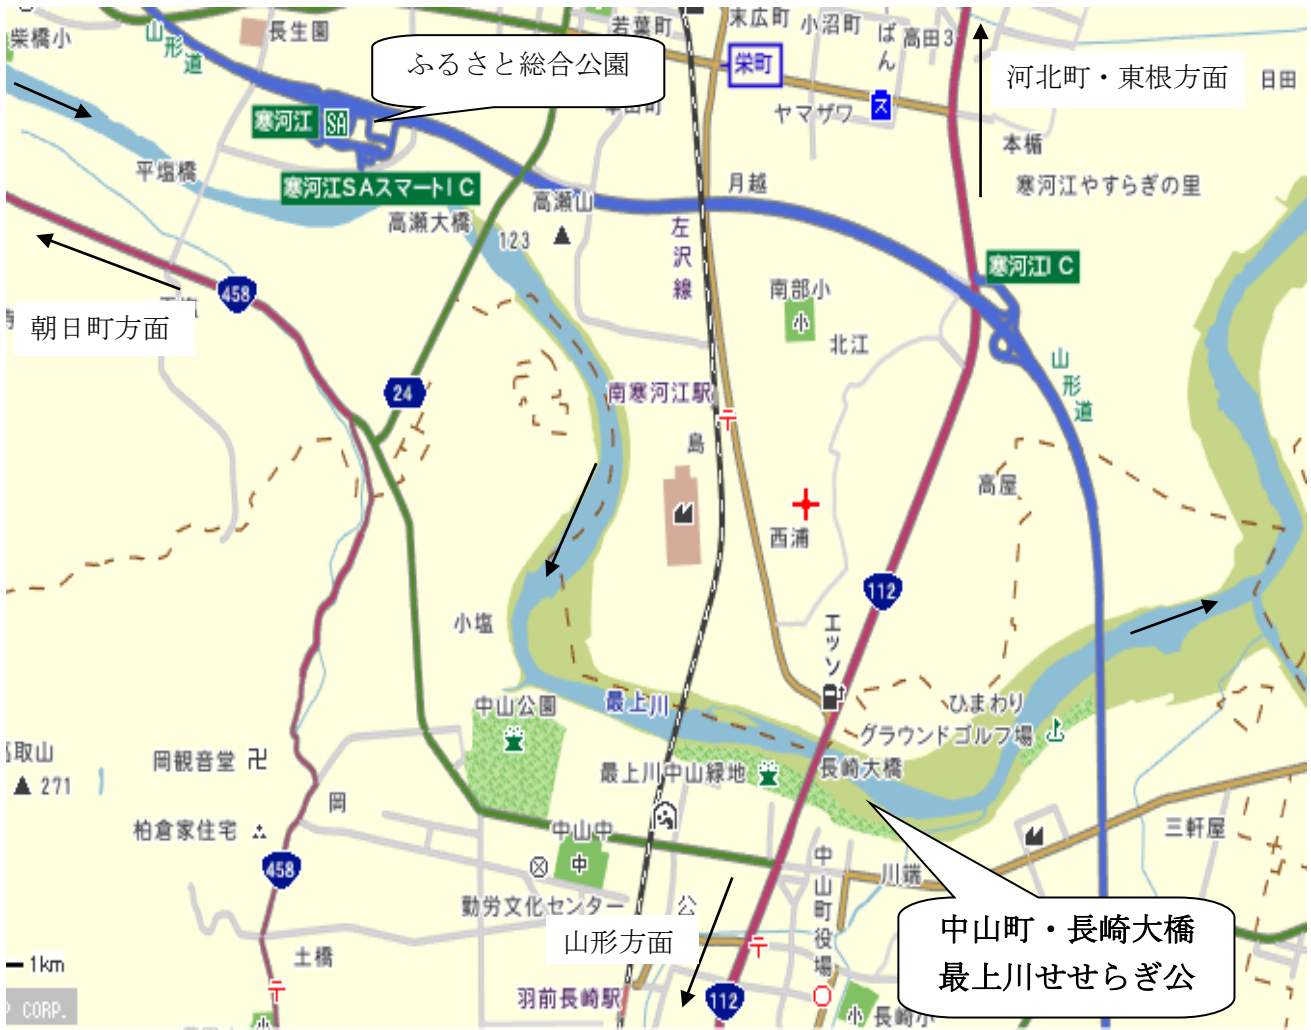 柴橋小
山形道
長生園
若葉町
末広町
小沼町
ばん
高田3
ふるさと総合公園
栄町
河北町・東根方面
日田
寒河江
SA
ヤマザワ
ス
本楯
平塩橋
寒河江SAスマートIC
高瀬山
月越
寒河江やすらぎの里
高瀬大橋
123
左沢線
寒河江IC
458
南部小
小
朝日町方面
北江
山形道
24
南寒河江駅
島
高屋
西浦
112
小塩
エッソ
中山公園
最上川
ひまわり
グラウンドゴルフ場
取山
271
岡観音堂
最上川中山緑地
長崎大橋
岡
柏倉家住宅
中山中
中
三軒屋
458
川端
中山町役場
勤労文化センター
公
中山町・長崎大橋
最上川せせらぎ公
山形方面
土橋
1km
羽前長崎駅
112
CORP.
小
長崎小